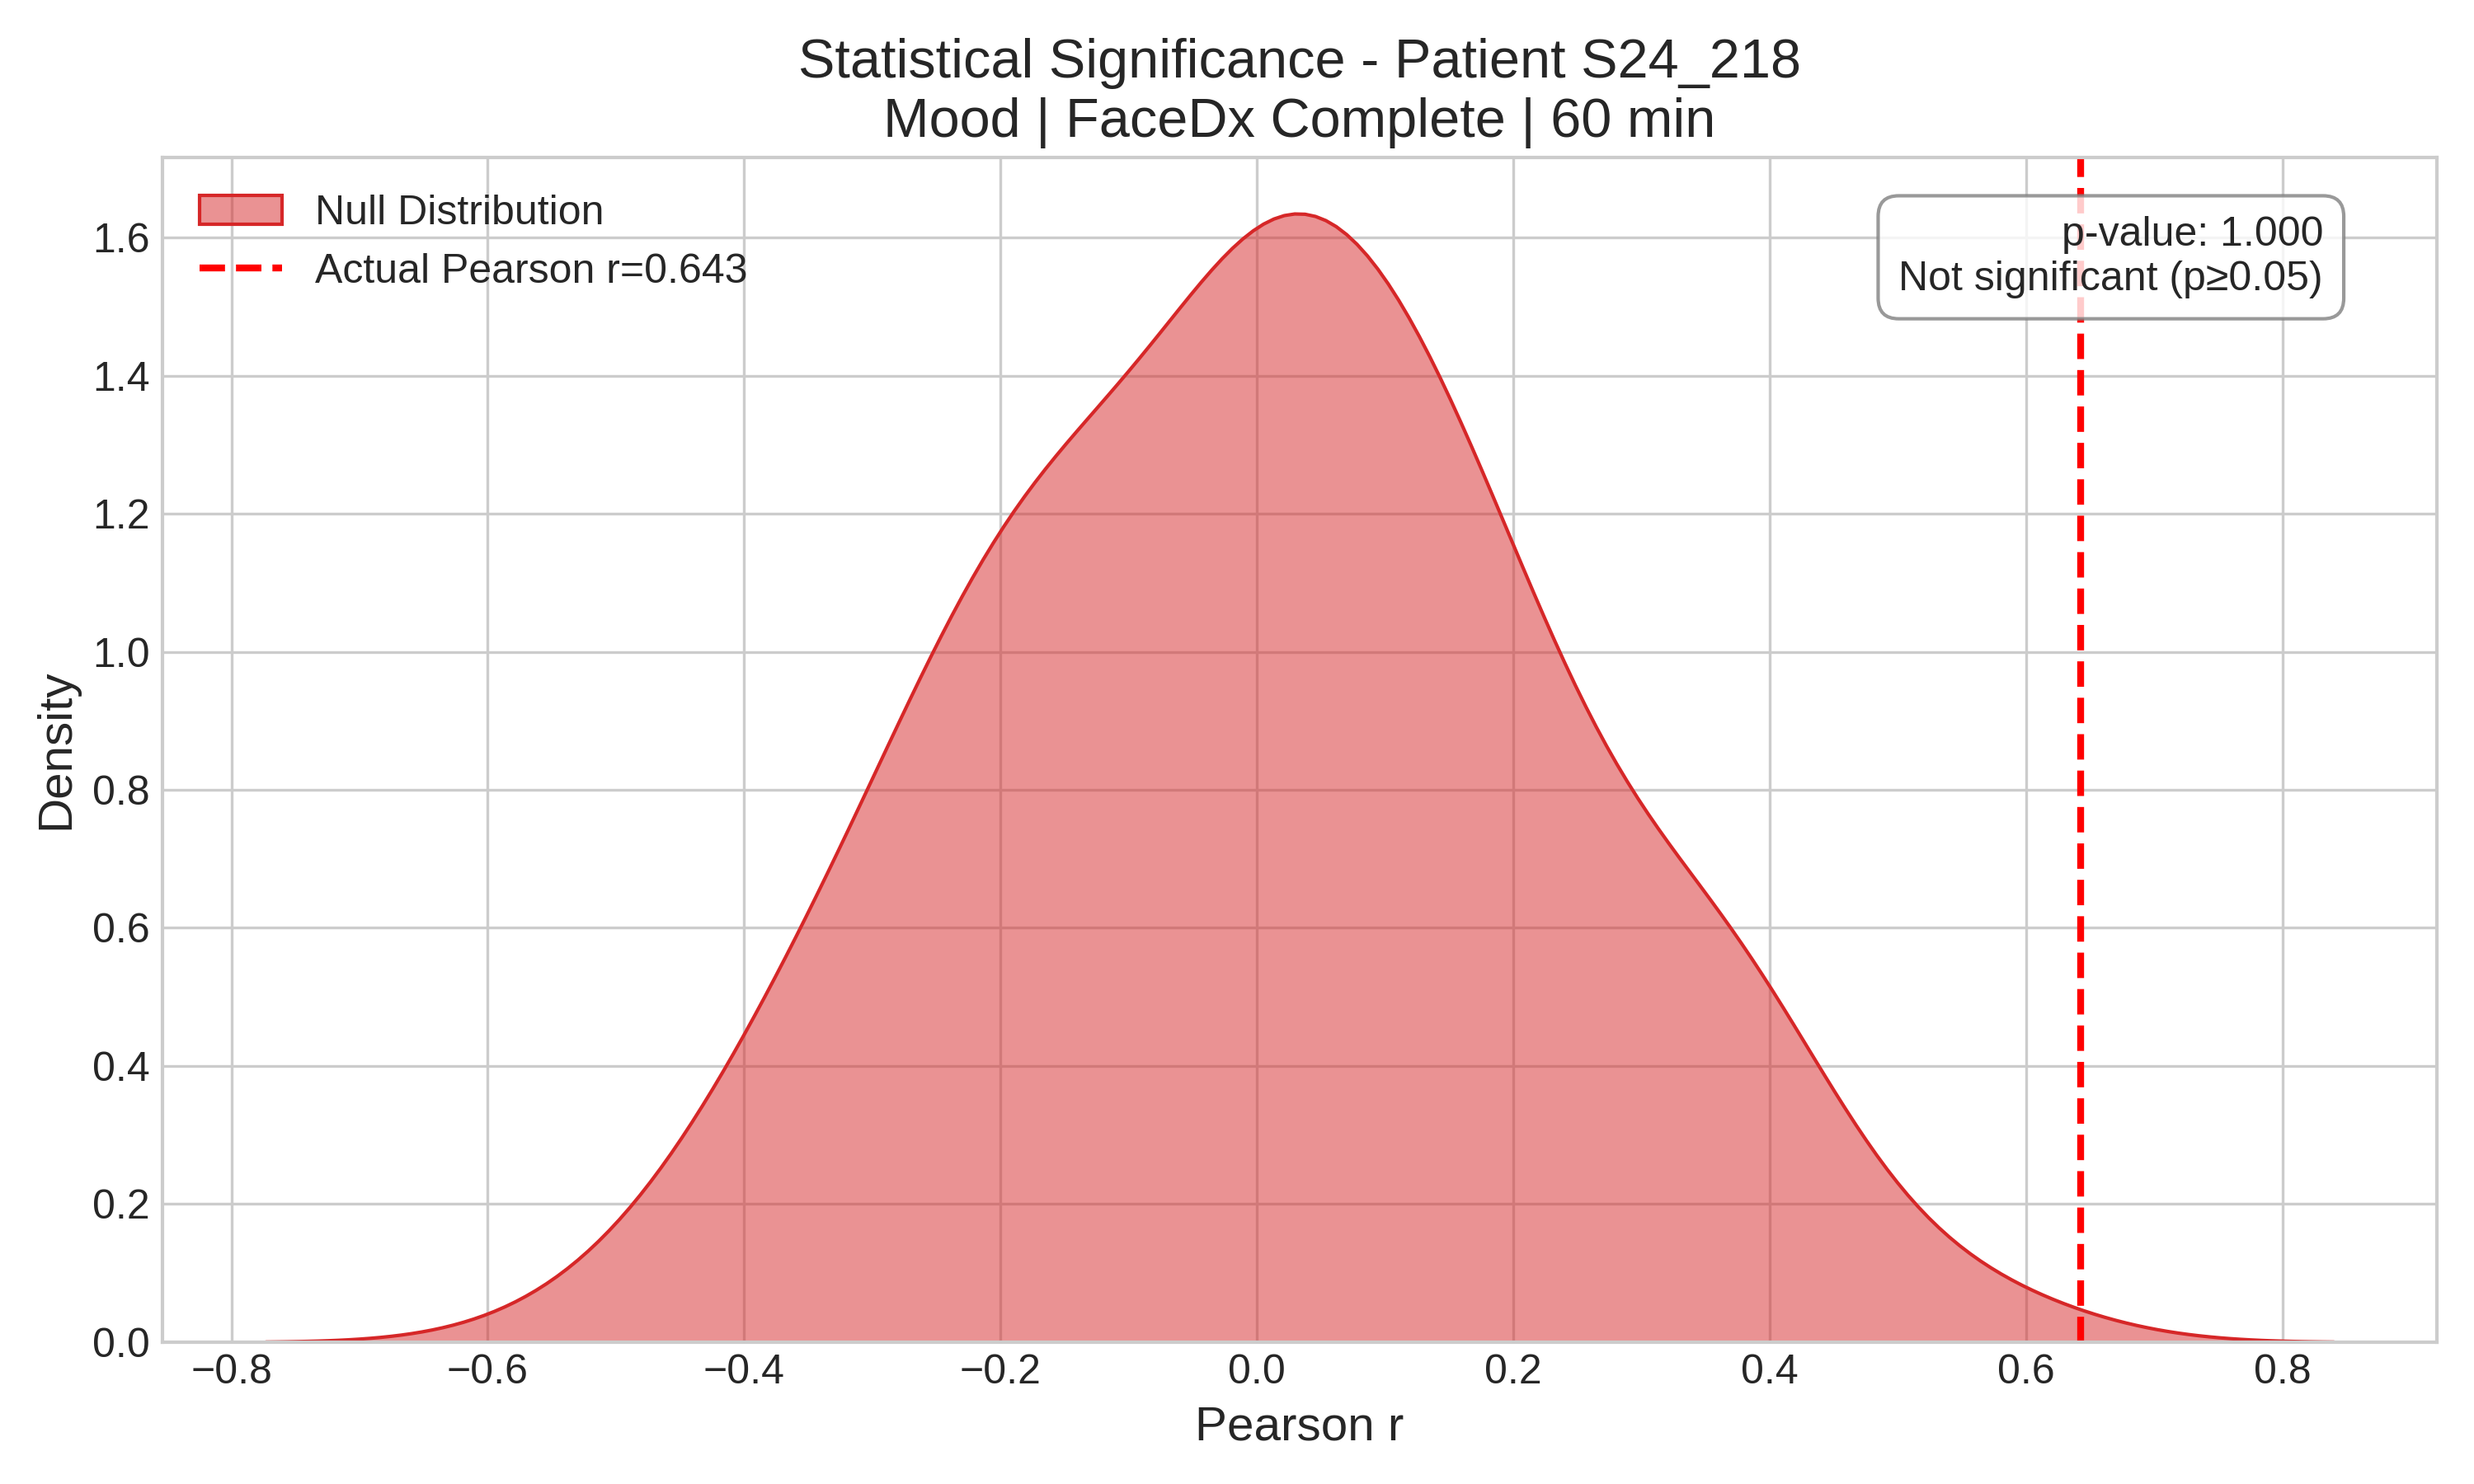 Statistical Significance - Patient S24_218
Mood | FaceDx Complete | 60 min
Null Distribution
Actual Pearson r=0.643
p-value: 1.000
Not significant (p≥0.05)
Density
1.6
1.4
1.2
1.0
0.8
0.6
0.4
0.2
0.0
−0.8 −0.6 −0.4 −0.2 0.0 0.2 0.4 0.6 0.8
Pearson r